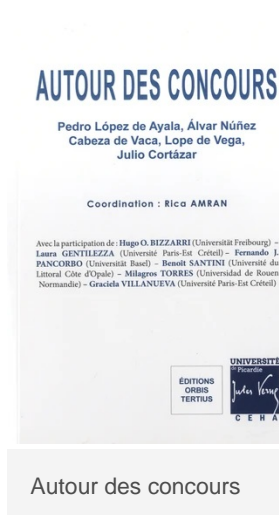 AUTOUR DES CONCOURS
Pedro López de Ayala, Álvar Núñez
Cabeza de Vaca, Lope de Vega,
Julio Cortázar
Coordination : Rica AMRAN
Avec la participation de : Hugo O. BIZZARRI (Universität Freibourg) –
Laura GENTILEZZA (Université Paris-Est Créteil) – Fernando J.
PANCORBO (Universität Basel) – Benoît SANTINI (Université du
Littoral Côte d'Opale) – Milagros TORRES (Universidad de Rouen
Normandie) – Graciela VILLANUEVA (Université Paris-Est Créteil)
ÉDITIONS
ORBIS
TERTIUS
UNIVERSITÉ
de Picardie
Jules Verne
CEHA
Autour des concours